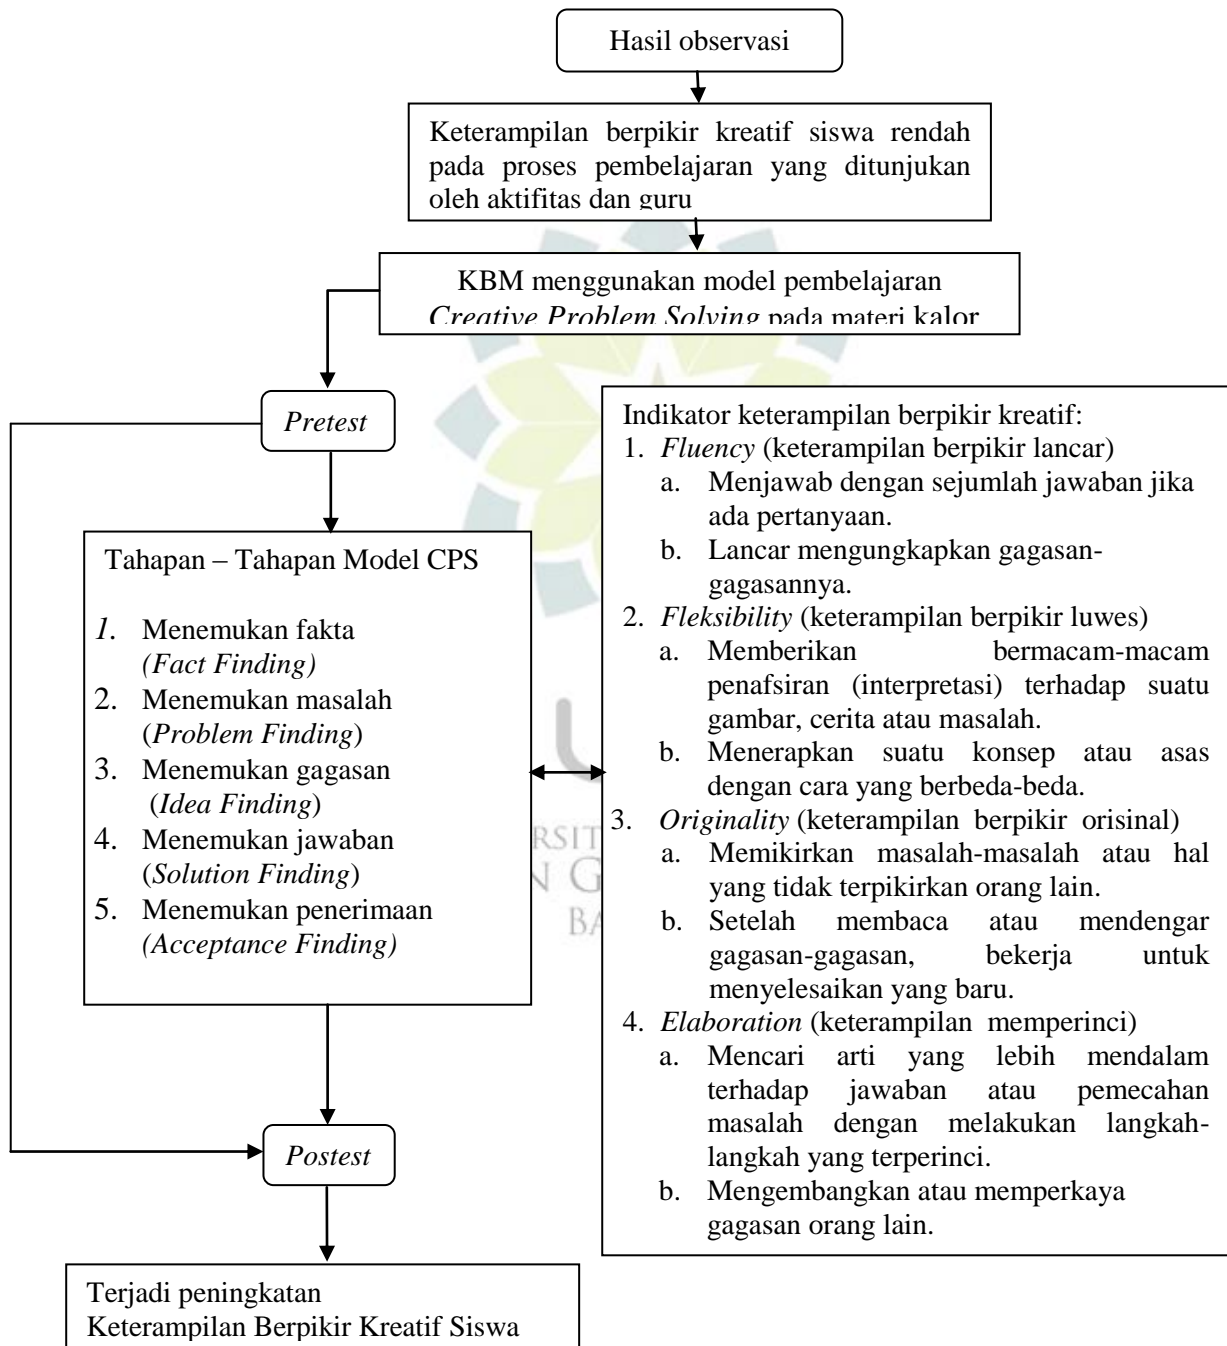 Hasil observasi
Keterampilan berpikir kreatif siswa rendah
pada proses pembelajaran yang ditunjukan
oleh aktifitas dan guru
KBM menggunakan model pembelajaran
Creative Problem Solving pada materi kalor
Pretest
Tahapan – Tahapan Model CPS
1. Menemukan fakta
(Fact Finding)
2. Menemukan masalah
(Problem Finding)
3. Menemukan gagasan
(Idea Finding)
4. Menemukan jawaban
(Solution Finding)
5. Menemukan penerimaan
(Acceptance Finding)
Indikator keterampilan berpikir kreatif:
1. Fluency (keterampilan berpikir lancar)
a. Menjawab dengan sejumlah jawaban jika
ada pertanyaan.
b. Lancar mengungkapkan gagasan-
gagasannya.
2. Fleksibility (keterampilan berpikir luwes)
a. Memberikan bermacam-macam
penafsiran (interpretasi) terhadap suatu
gambar, cerita atau masalah.
b. Menerapkan suatu konsep atau asas
dengan cara yang berbeda-beda.
3. Originality (keterampilan berpikir orisinal)
a. Memikirkan masalah-masalah atau hal
yang tidak terpikirkan orang lain.
b. Setelah membaca atau mendengar
gagasan-gagasan, bekerja untuk
menyelesaikan yang baru.
4. Elaboration (keterampilan memperinci)
a. Mencari arti yang lebih mendalam
terhadap jawaban atau pemecahan
masalah dengan melakukan langkah-
langkah yang terperinci.
b. Mengembangkan atau memperkaya
gagasan orang lain.
Postest
Terjadi peningkatan
Keterampilan Berpikir Kreatif Siswa